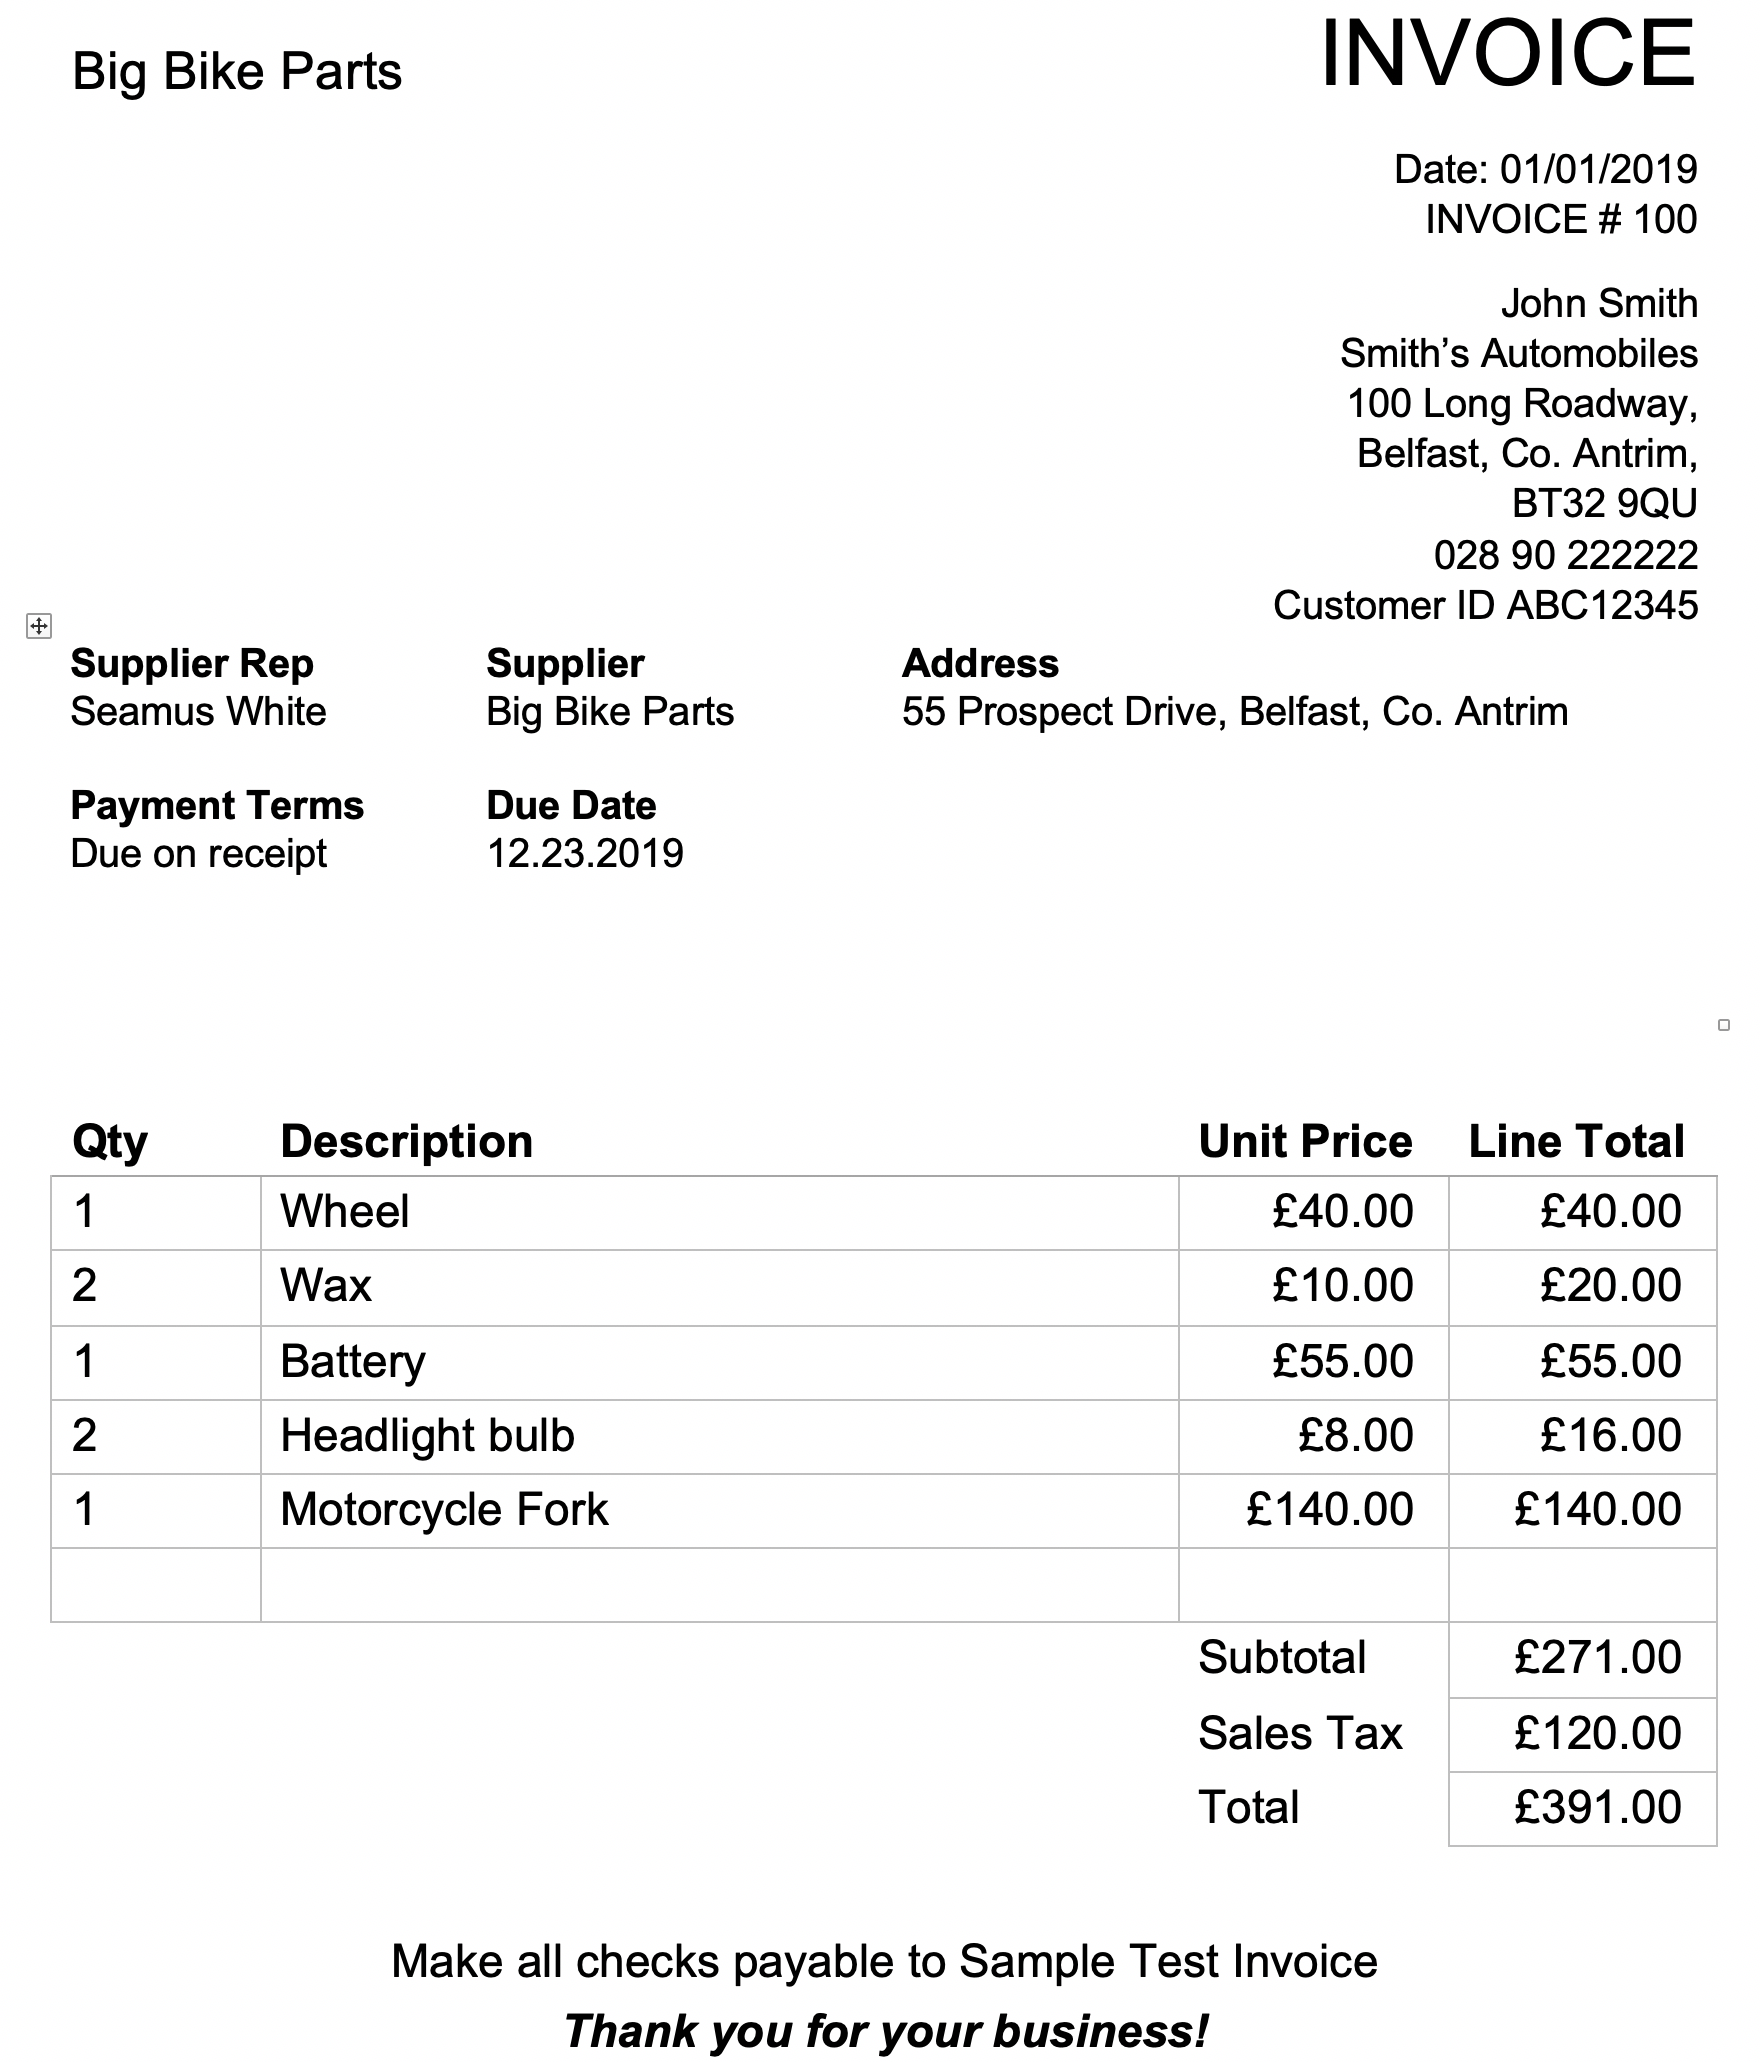 Big Bike Parts
INVOICE
Date: 01/01/2019
INVOICE # 100
John Smith
Smith’s Automobiles
100 Long Roadway,
Belfast, Co. Antrim,
BT32 9QU
028 90 222222
Customer ID ABC12345
Supplier Rep Supplier Address
Seamus White Big Bike Parts 55 Prospect Drive, Belfast, Co. Antrim
Payment Terms Due Date
Due on receipt 12.23.2019
Qty Description Unit Price Line Total
1 Wheel £40.00 £40.00
2 Wax £10.00 £20.00
1 Battery £55.00 £55.00
2 Headlight bulb £8.00 £16.00
1 Motorcycle Fork £140.00 £140.00
Subtotal £271.00
Sales Tax £120.00
Total £391.00
Make all checks payable to Sample Test Invoice
Thank you for your business!